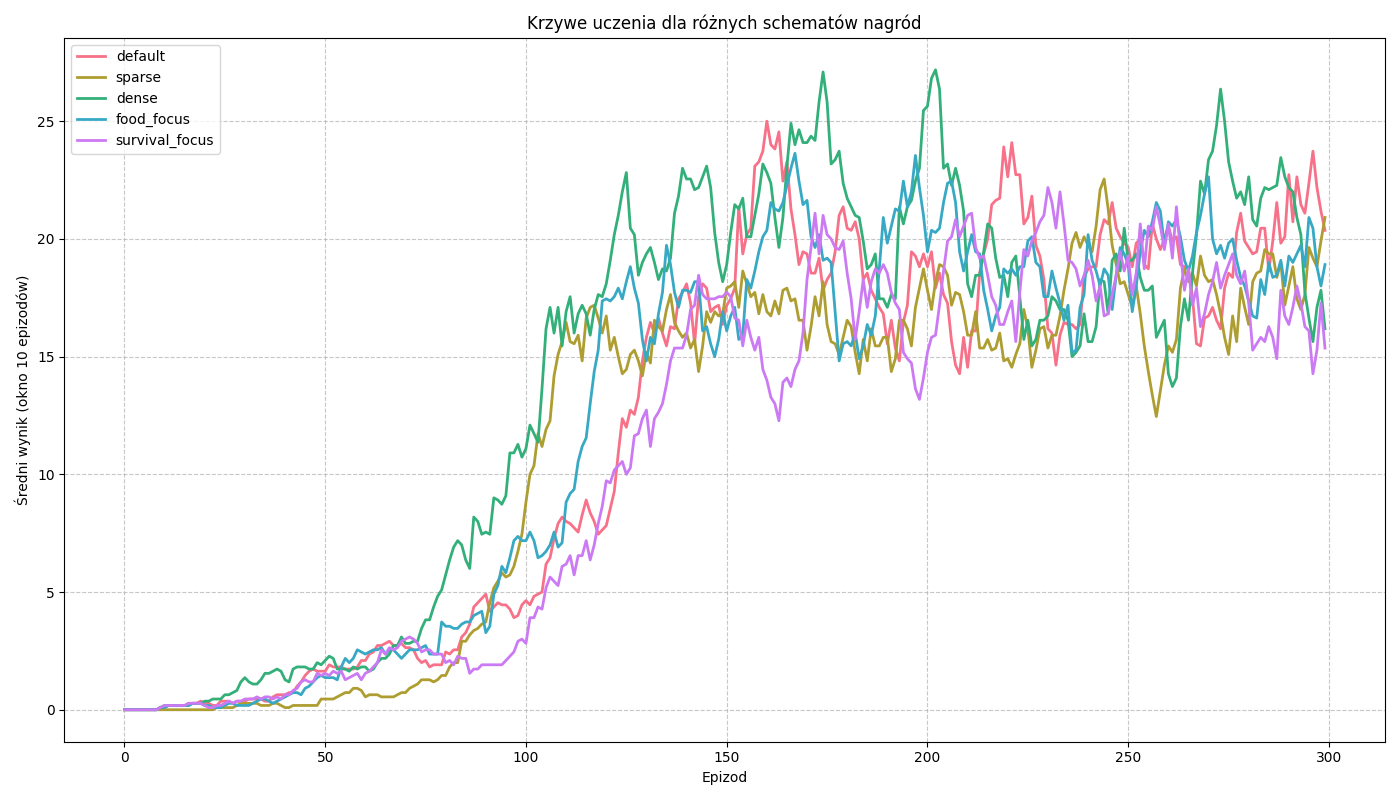 Krzywe uczenia dla różnych schematów nagród
default
sparse
dense
food_focus
survival_focus
Średni wynik (okno 10 epizodów)
25
20
15
10
5
0
0 50 100 150 200 250 300
Epizod